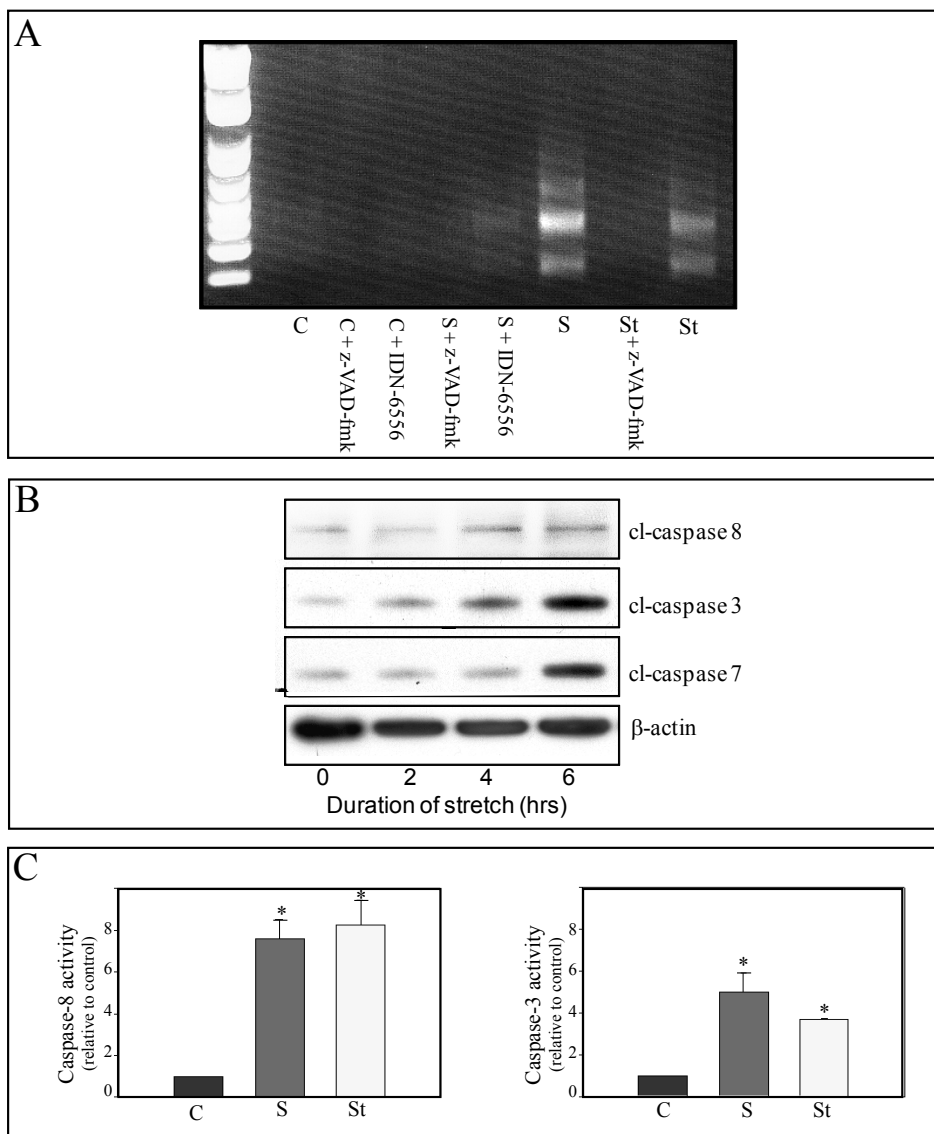 A
C
C + z-VAD-fmk
C + IDN-6556
S + z-VAD-fmk
S + IDN-6556
S
St + z-VAD-fmk
St
B
cl-caspase 8
cl-caspase 3
cl-caspase 7
β-actin
0 2 4 6
Duration of stretch (hrs)
C
Caspase-8 activity
(relative to control)
8
6
4
2
0
* *
C S St
Caspase-3 activity
(relative to control)
8
6
4
2
0
* *
C S St